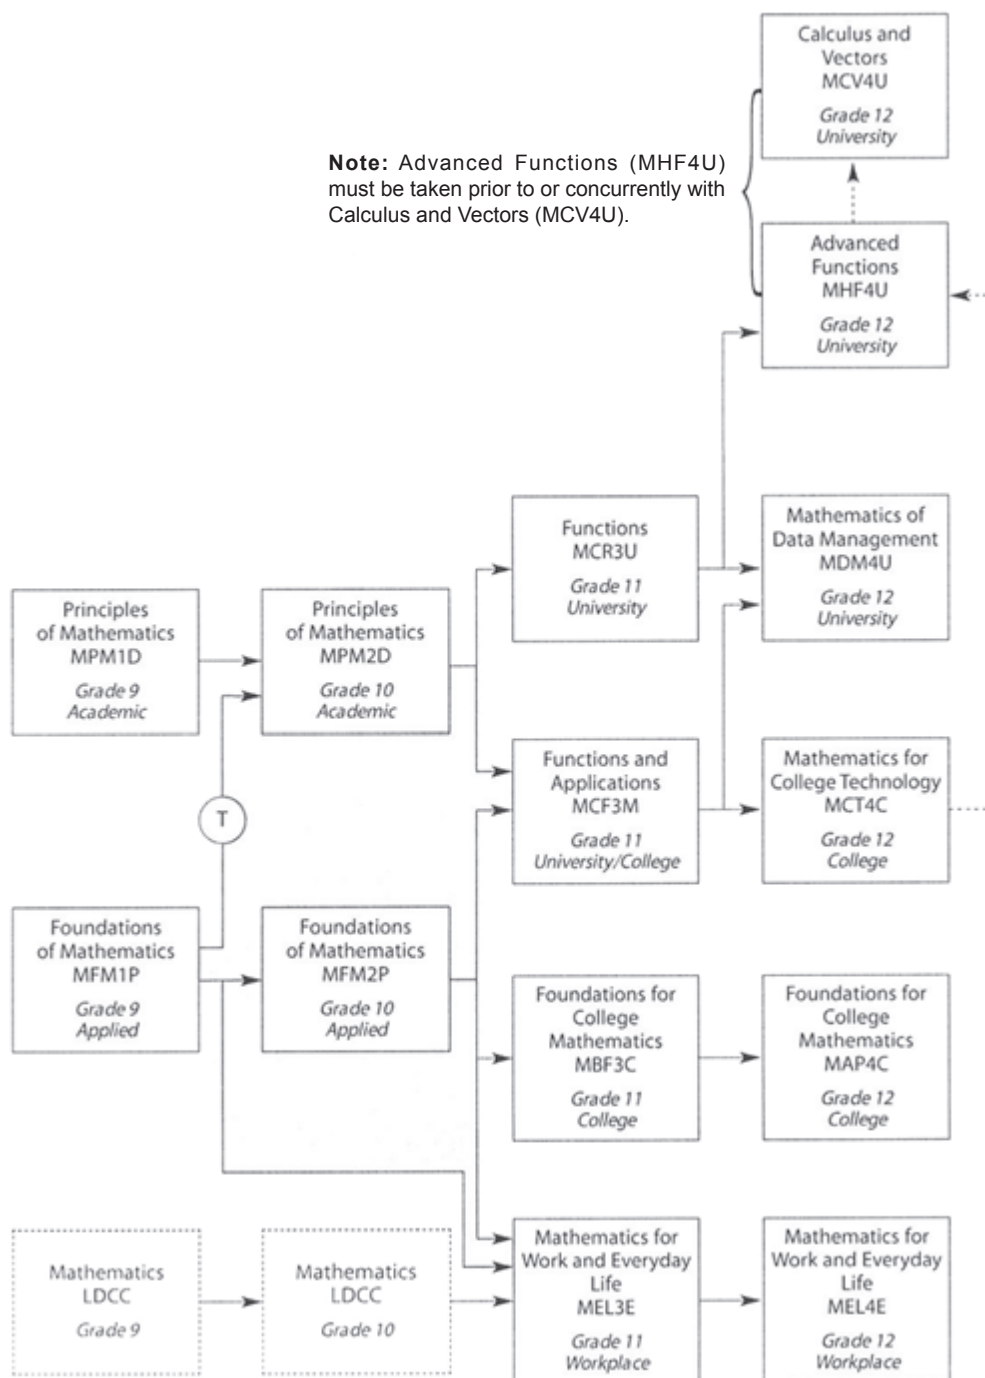 Calculus and
Vectors
MCV4U
Grade 12
University
Note: Advanced Functions (MHF4U)
must be taken prior to or concurrently with
Calculus and Vectors (MCV4U).
Advanced
Functions
MHF4U
Grade 12
University
Functions
MCR3U
Grade 11
University
Mathematics of
Data Management
MDM4U
Grade 12
University
Principles
of Mathematics
MPM1D
Grade 9
Academic
Principles
of Mathematics
MPM2D
Grade 10
Academic
Functions and
Applications
MCF3M
Grade 11
University/College
Mathematics for
College Technology
MCT4C
Grade 12
College
T
Foundations
of Mathematics
MFM1P
Grade 9
Applied
Foundations
of Mathematics
MFM2P
Grade 10
Applied
Foundations for
College
Mathematics
MBF3C
Grade 11
College
Foundations for
College
Mathematics
MAP4C
Grade 12
College
Mathematics
LDCC
Grade 9
Mathematics
LDCC
Grade 10
Mathematics for
Work and Everyday
Life
MEL3E
Grade 11
Workplace
Mathematics for
Work and Everyday
Life
MEL4E
Grade 12
Workplace